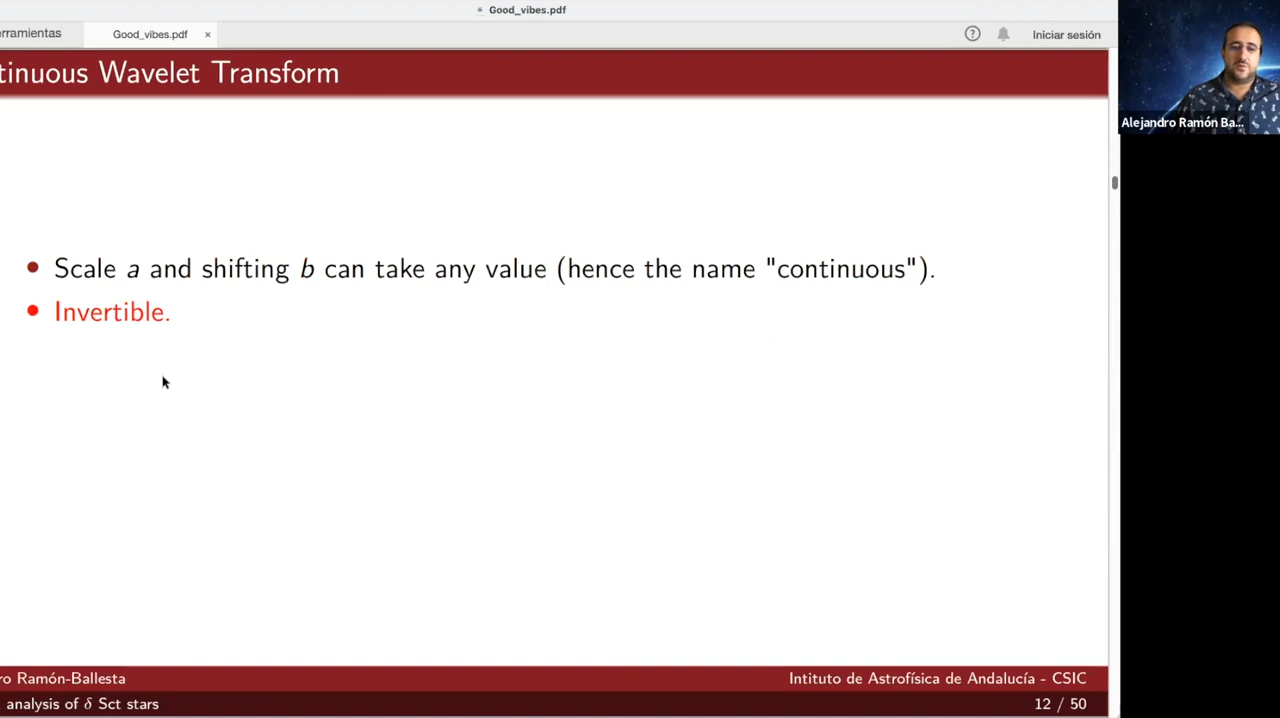 Good_vibes.pdf
erramientas
Good_vibes.pdf ×
? Iniciar sesión
tinuous Wavelet Transform
Alejandro Ramón Ba...
• Scale a and shifting b can take any value (hence the name "continuous").
• Invertible.
ro Ramón-Ballesta
Intituto de Astrofísica de Andalucía - CSIC
analysis of δ Sct stars
12 / 50